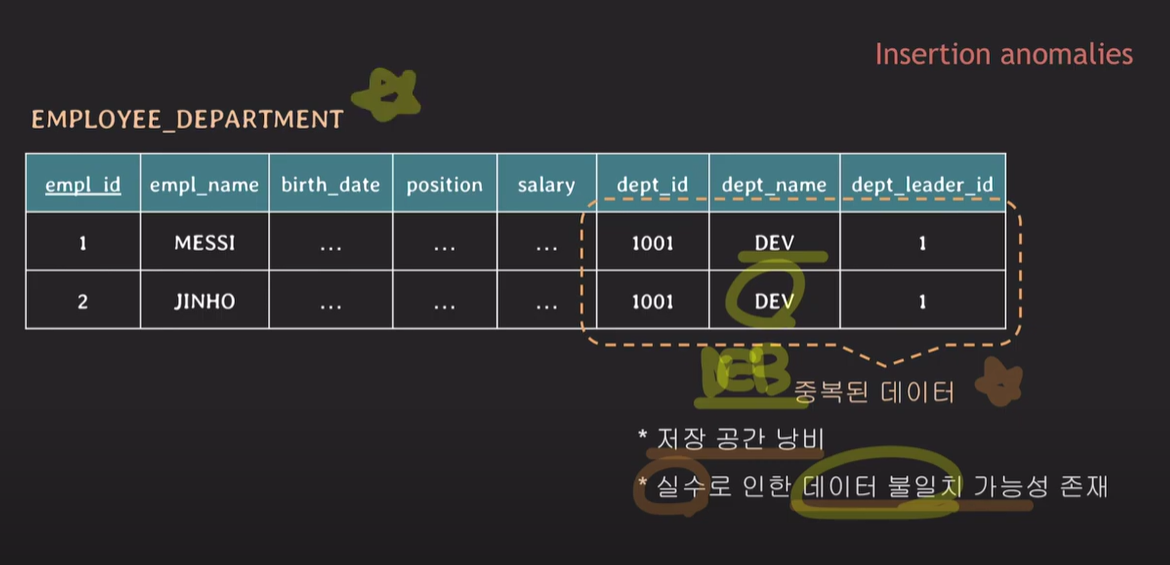 Insertion anomalies
EMPLOYEE_DEPARTMENT
empl_id empl_name birth_date position salary dept_id dept_name dept_leader_id
1 MESSI ... ... ... 1001 DEV 1
2 JINHO ... ... ... 1001 DEV 1
중복된 데이터
* 저장 공간 낭비
* 실수로 인한 데이터 불일치 가능성 존재